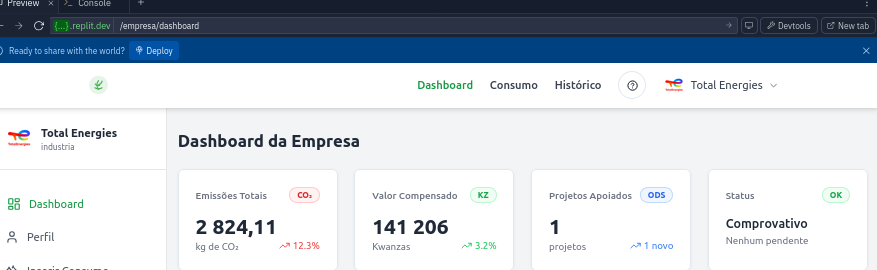 Preview × >_ Console × +
{...}.replit.dev /empresa/dashboard Devtools New tab
Ready to share with the world? Deploy
Dashboard Consumo Histórico Total Energies
TotalEnergies Total Energies
industria
Dashboard
Perfil
Dashboard da Empresa
Emissões Totais CO₂
2 824,11
kg de CO₂ 12.3%
Valor Compensado KZ
141 206
Kwanzas 3.2%
Projetos Apoiados ODS
1
projetos 1 novo
Status OK
Comprovativo
Nenhum pendente